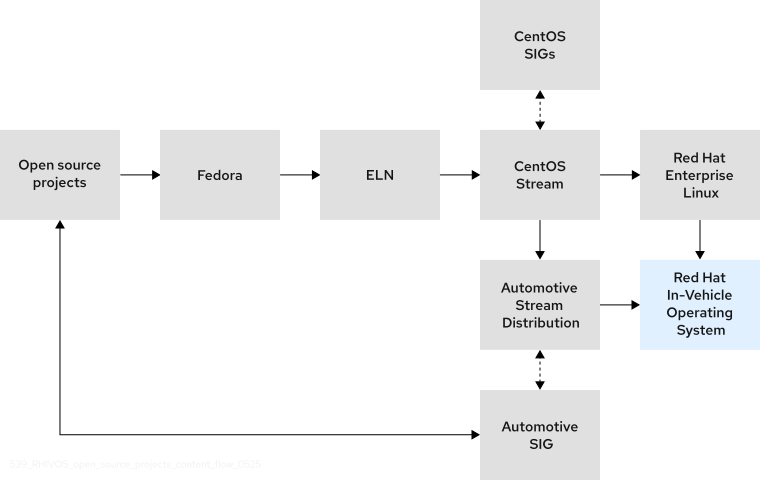 CentOS
SIGs
Open source
projects
Fedora
ELN
CentOS
Stream
Red Hat
Enterprise
Linux
Automotive
Stream
Distribution
Red Hat
In-Vehicle
Operating
System
Automotive
SIG